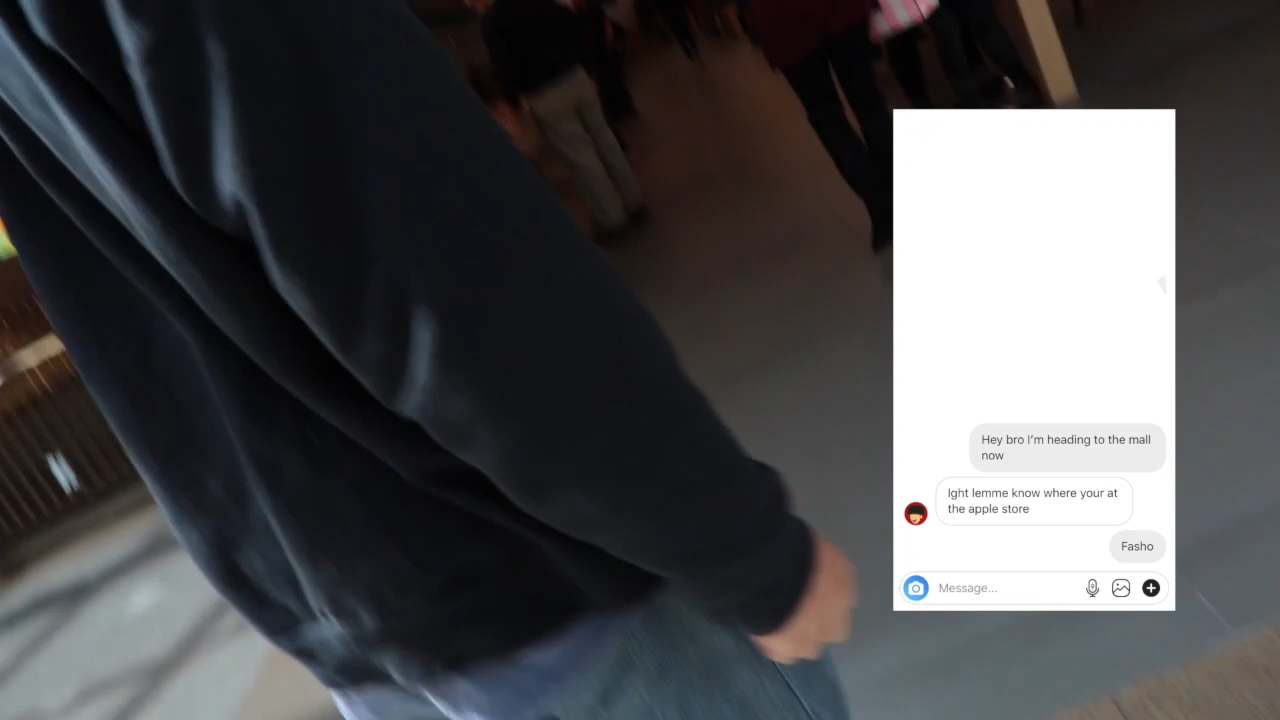 Hey bro I'm heading to the mall
now
Ight lemme know where your at
the apple store
Fasho
Message...